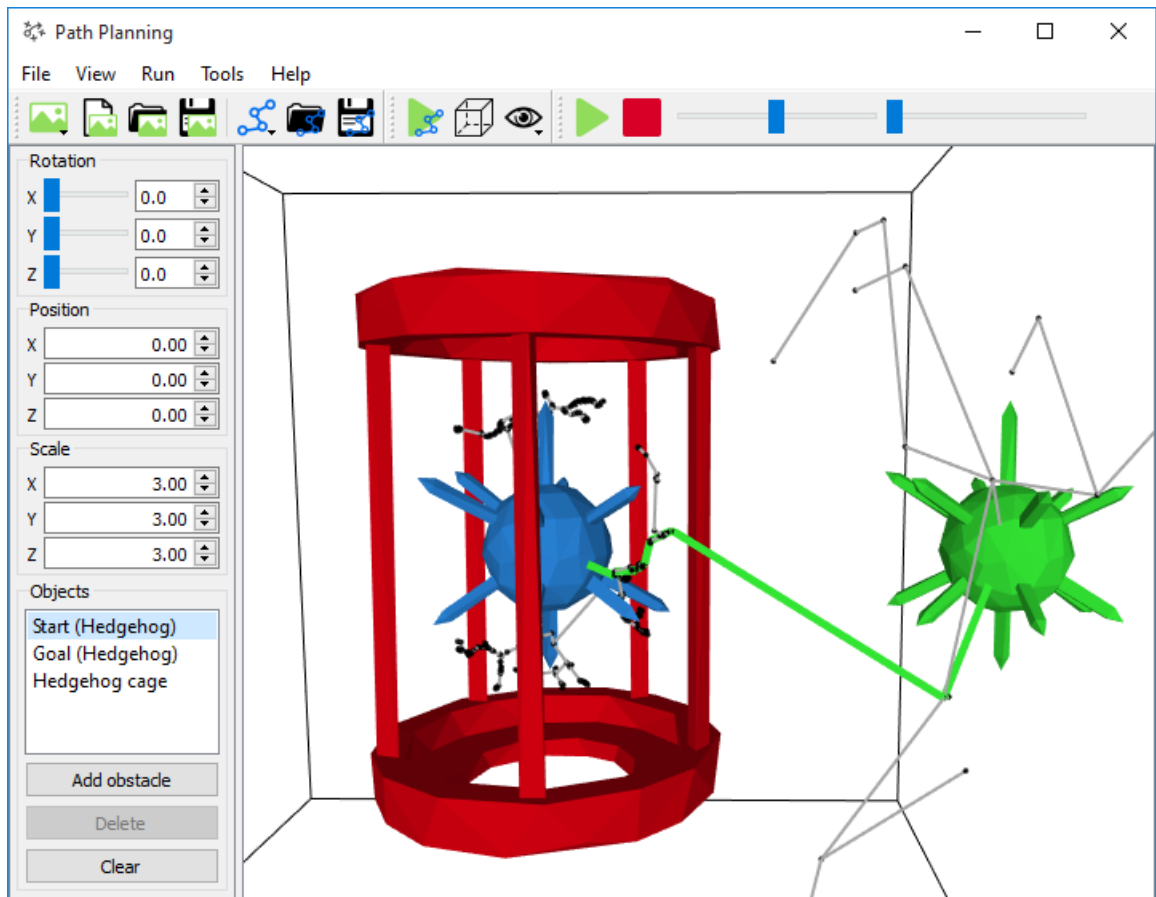 Path Planning
File View Run Tools Help
Rotation
X 0.0
Y 0.0
Z 0.0
Position
X 0.00
Y 0.00
Z 0.00
Scale
X 3.00
Y 3.00
Z 3.00
Objects
Start (Hedgehog)
Goal (Hedgehog)
Hedgehog cage
Add obstacle
Delete
Clear